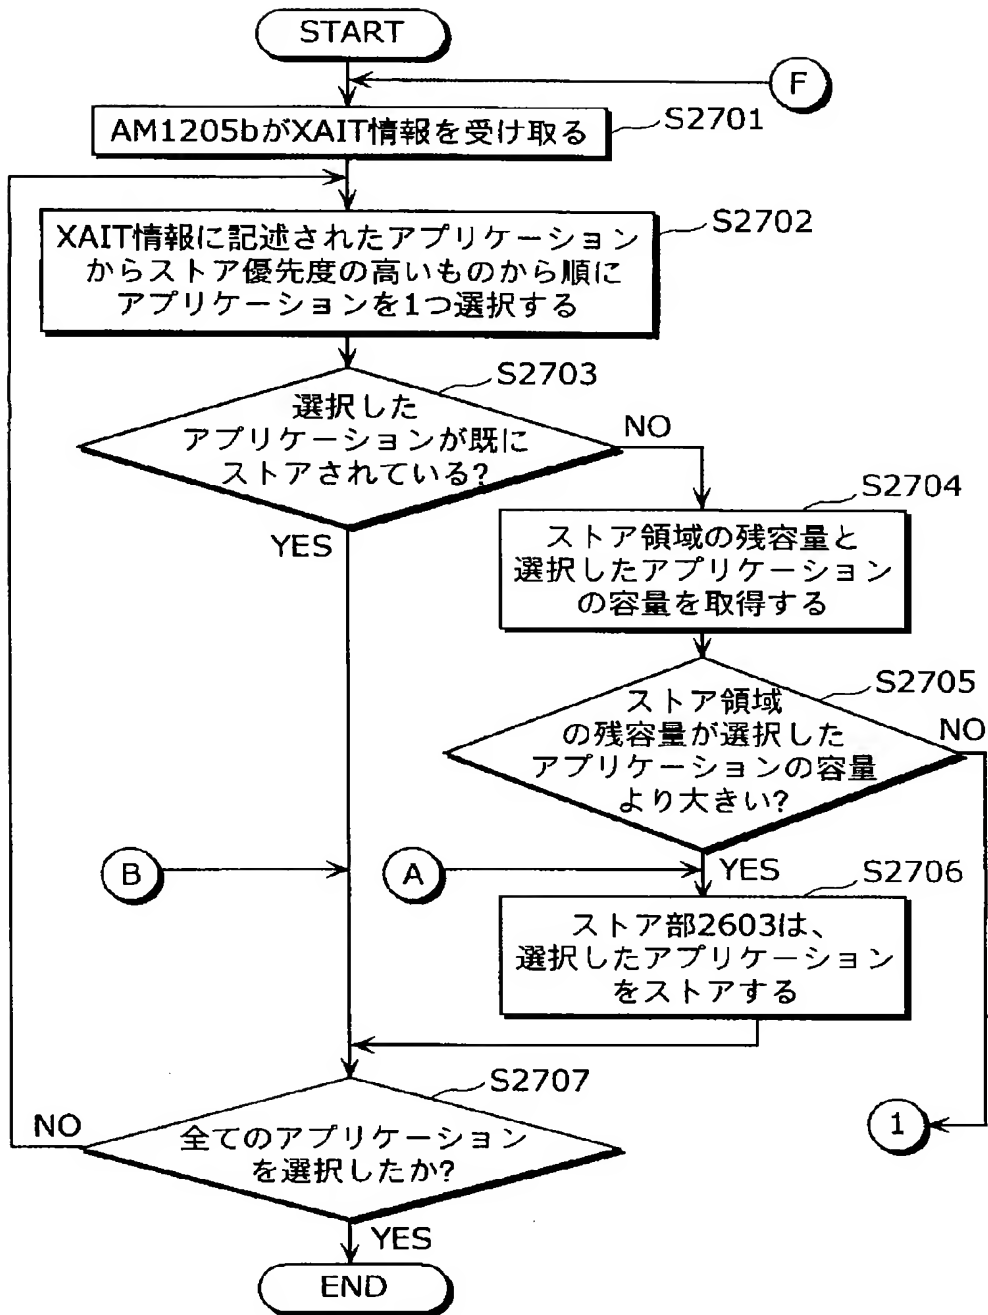 START
F
AM1205bがXAIT情報を受け取る
S2701
S2702
XAIT情報に記述されたアプリケーション
からストア優先度の高いものから順に
アプリケーションを1つ選択する
S2703
選択した
アプリケーションが既に
ストアされている?
NO
YES
S2704
ストア領域の残容量と
選択したアプリケーション
の容量を取得する
S2705
ストア領域
の残容量が選択した
アプリケーションの容量
より大きい?
NO
B
A
YES
S2706
ストア部2603は、
選択したアプリケーション
をストアする
S2707
NO
全てのアプリケーション
を選択したか?
1
YES
END